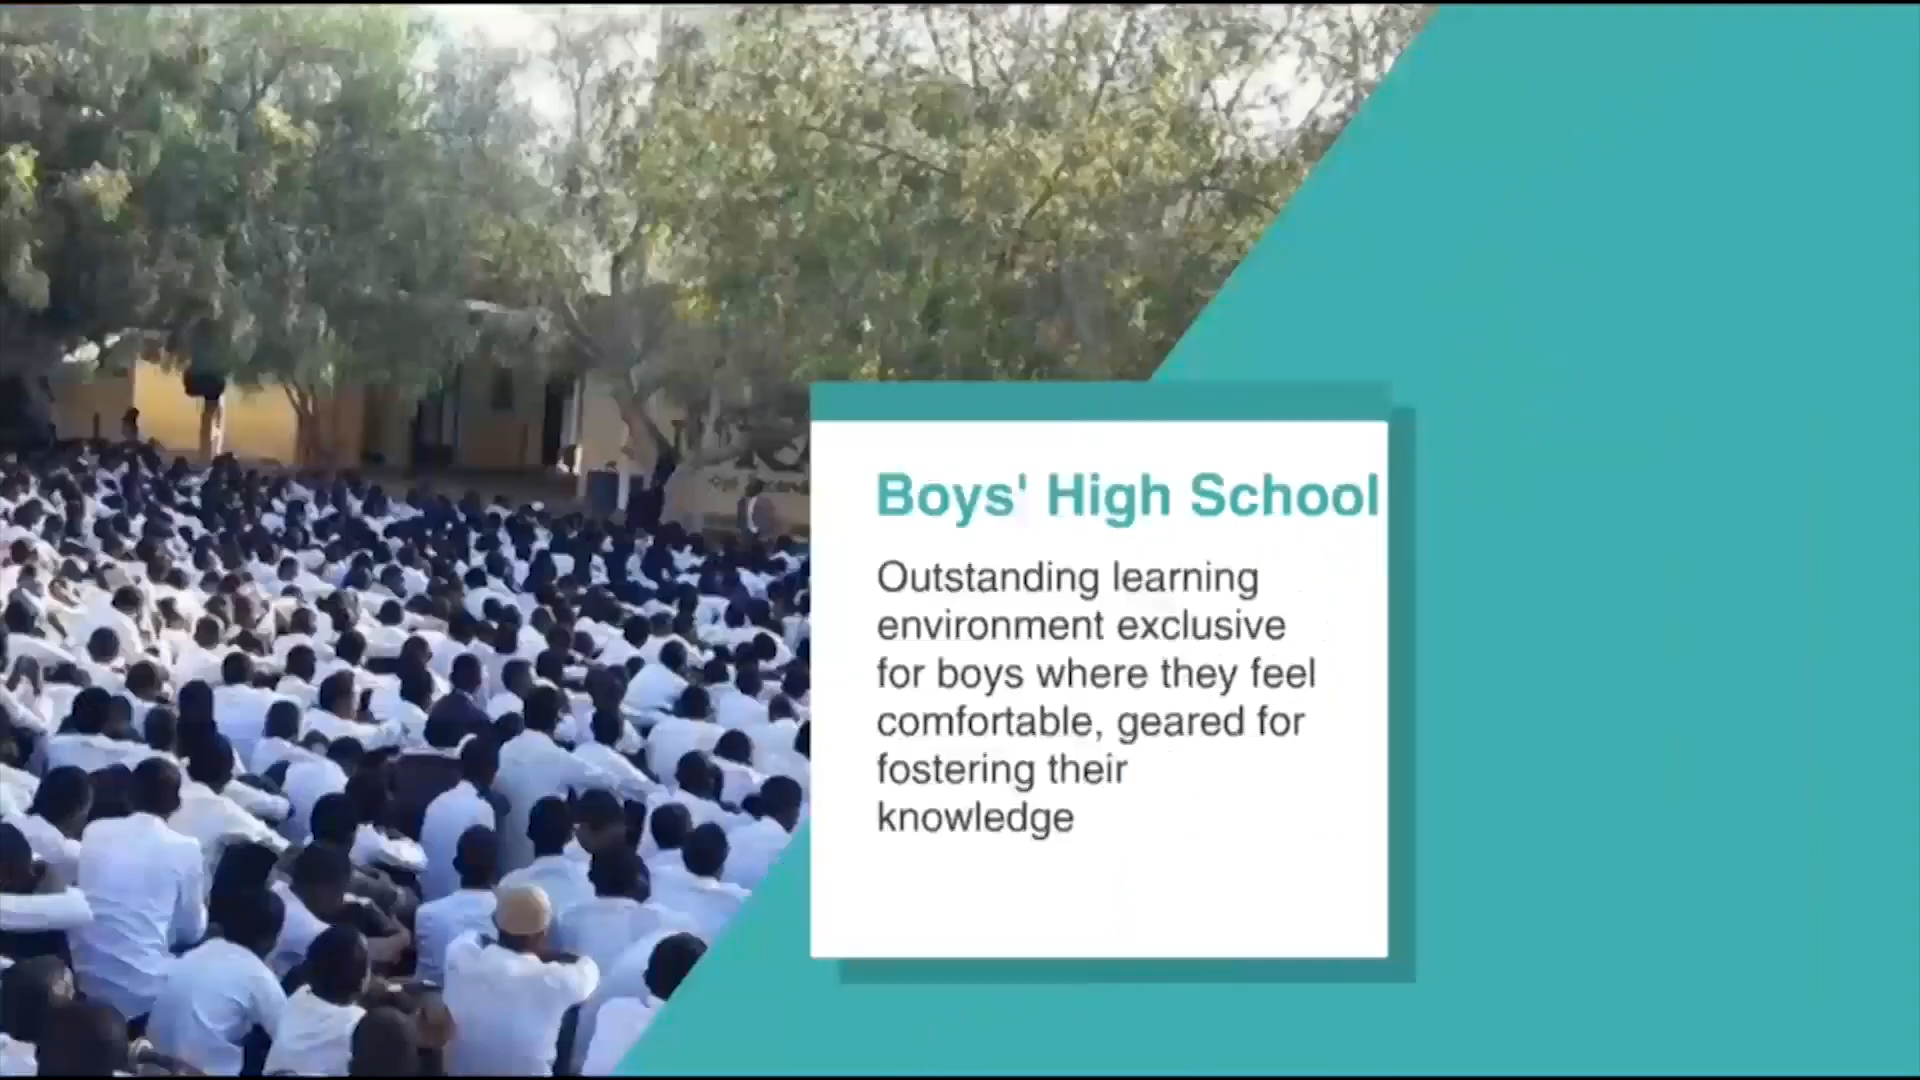 Boys' High School
Outstanding learning
environment exclusive
for boys where they feel
comfortable, geared for
fostering their
knowledge